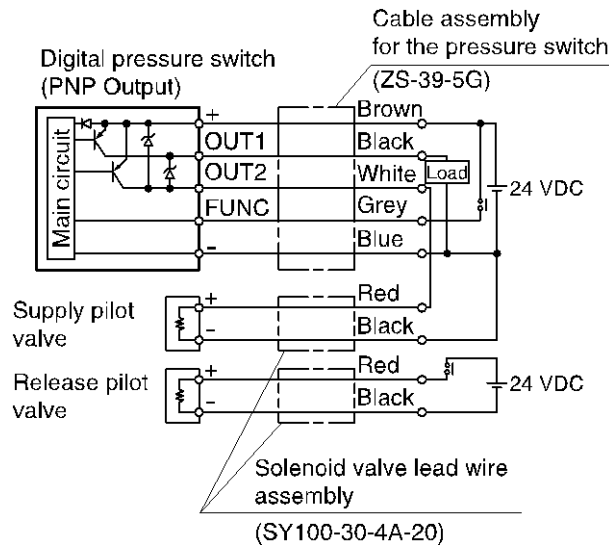 Cable assembly
for the pressure switch
(ZS-39-5G)
Digital pressure switch
(PNP Output)
Main circuit
+
OUT1
OUT2
FUNC
-
Brown
Black
White
Grey
Blue
Load
24 VDC
Supply pilot
valve
+
-
Red
Black
Release pilot
valve
+
-
Red
Black
24 VDC
Solenoid valve lead wire
assembly
(SY100-30-4A-20)